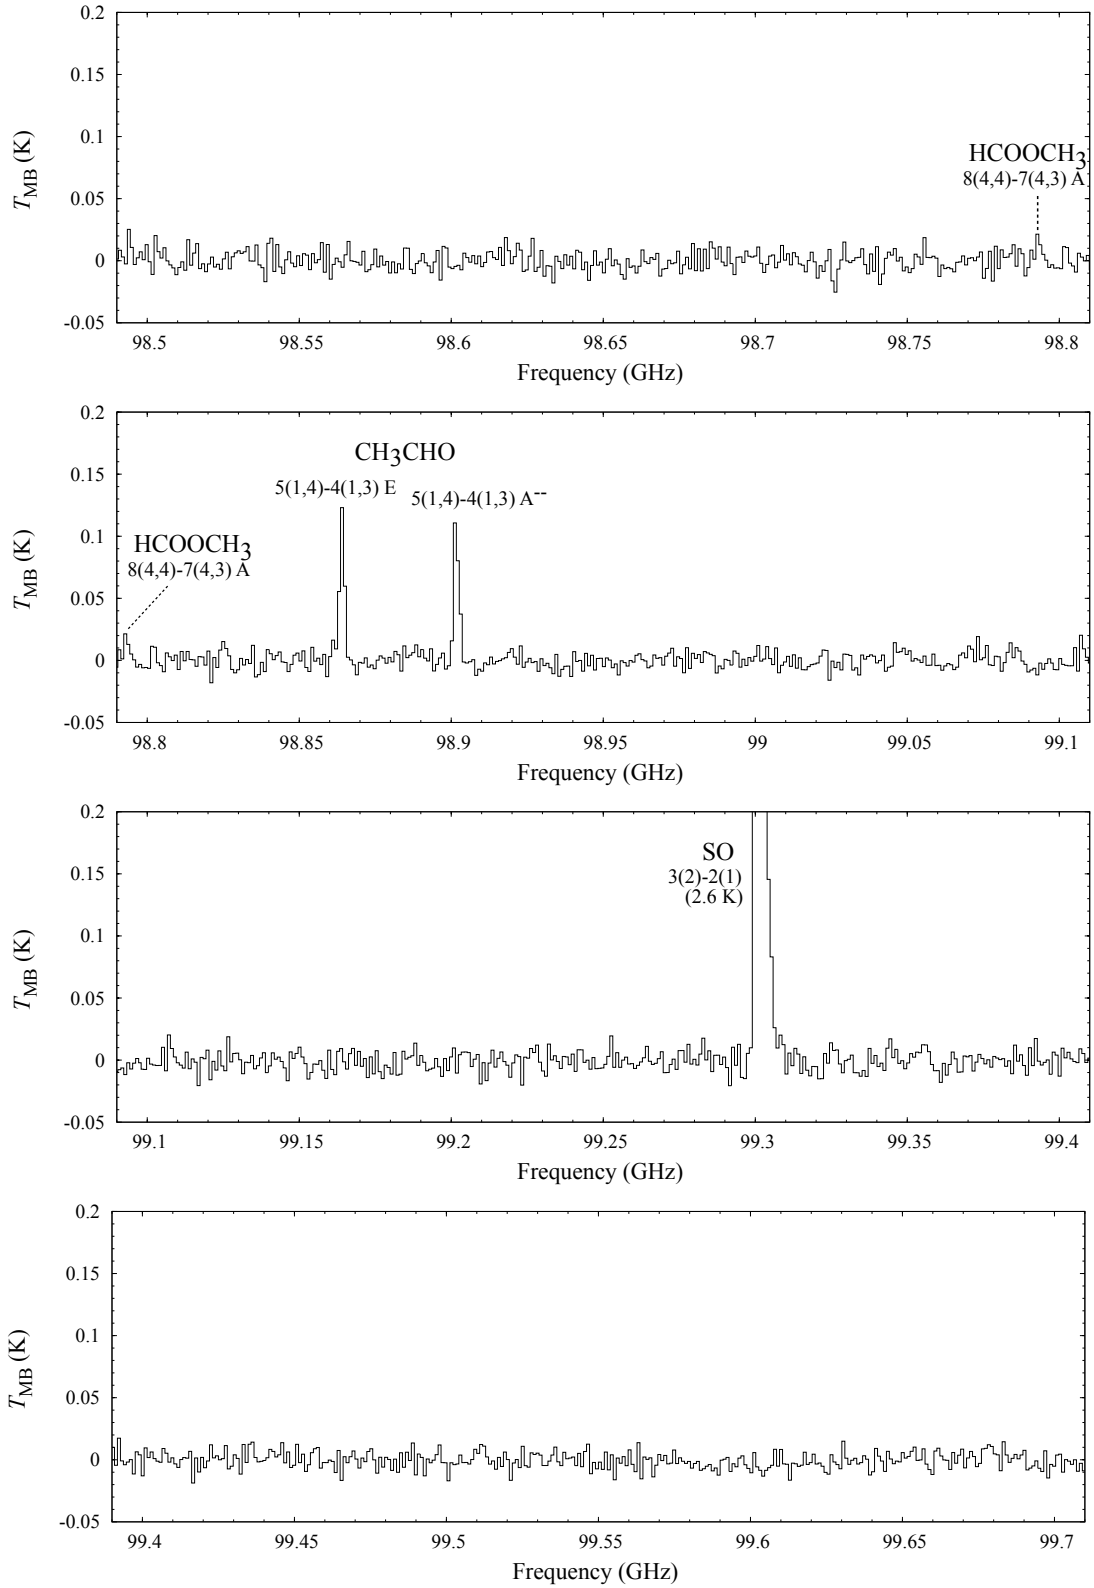 0.2
0.15
HCOOCH3
0.1
8(4,4)-7(4,3) A
TMB (K)
0.05
0
-0.05
98.5 98.55 98.6 98.65 98.7 98.75 98.8
Frequency (GHz)
0.2
CH3CHO
0.15
5(1,4)-4(1,3) E 5(1,4)-4(1,3) A--
0.1
HCOOCH3
8(4,4)-7(4,3) A
TMB (K)
0.05
0
-0.05
98.8 98.85 98.9 98.95 99 99.05 99.1
Frequency (GHz)
0.2
SO
0.15
3(2)-2(1)
(2.6 K)
0.1
TMB (K)
0.05
0
-0.05
99.1 99.15 99.2 99.25 99.3 99.35 99.4
Frequency (GHz)
0.2
0.15
0.1
TMB (K)
0.05
0
-0.05
99.4 99.45 99.5 99.55 99.6 99.65 99.7
Frequency (GHz)